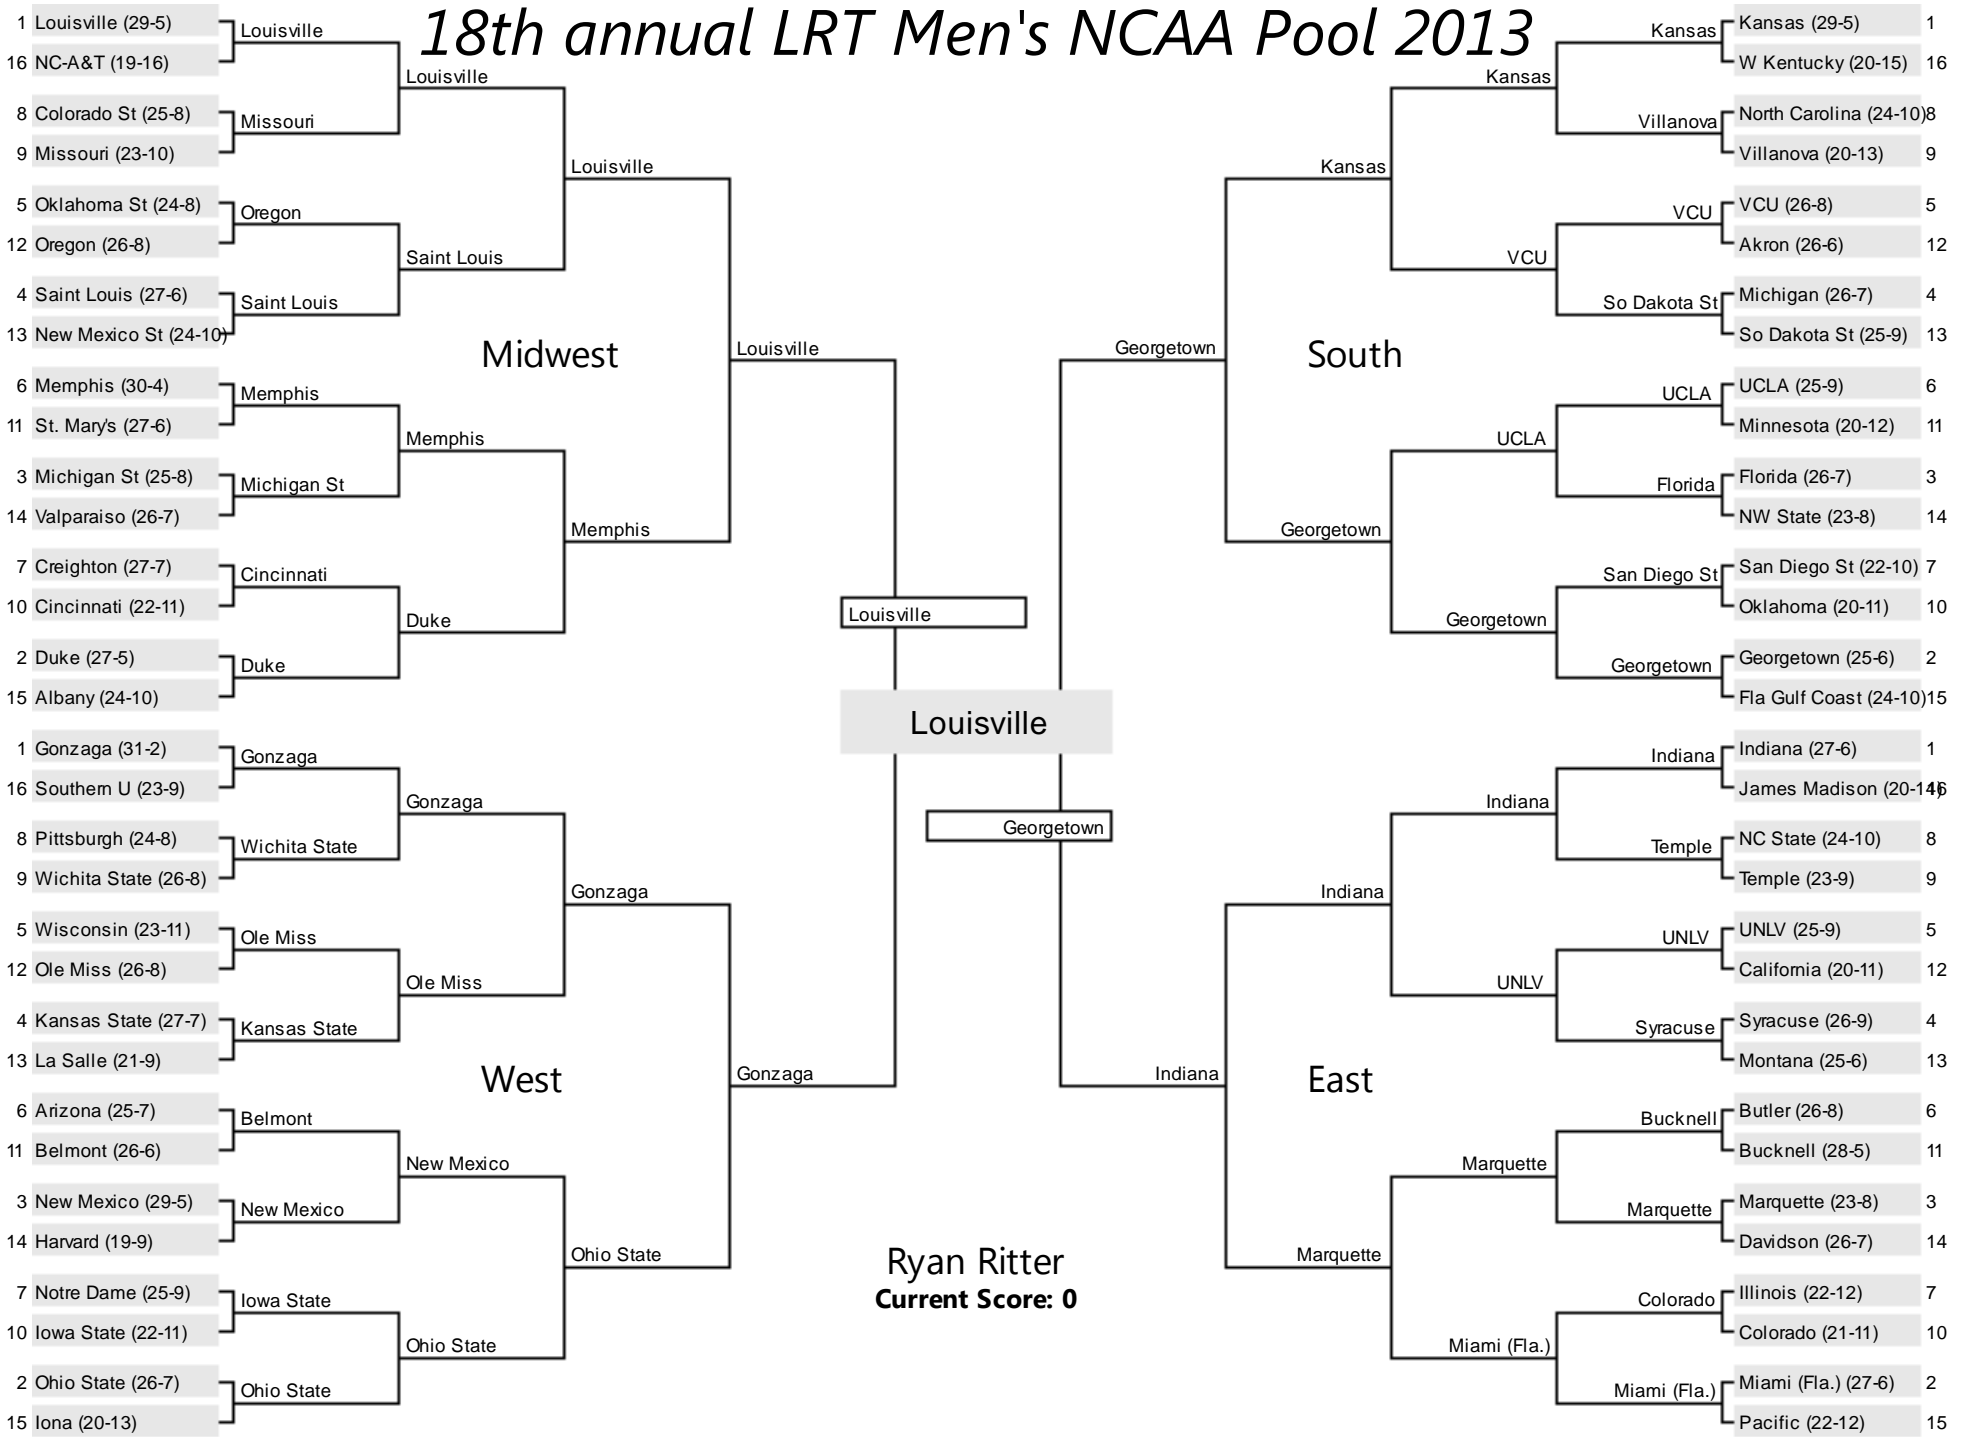 18th annual LRT Men's NCAA Pool 2013
1 Louisville (29-5)
16 NC-A&T (19-16)
8 Colorado St (25-8)
9 Missouri (23-10)
5 Oklahoma St (24-8)
12 Oregon (26-8)
4 Saint Louis (27-6)
13 New Mexico St (24-10)
6 Memphis (30-4)
11 St. Mary's (27-6)
3 Michigan St (25-8)
14 Valparaiso (26-7)
7 Creighton (27-7)
10 Cincinnati (22-11)
2 Duke (27-5)
15 Albany (24-10)
Louisville
Missouri
Oregon
Saint Louis
Memphis
Michigan St
Cincinnati
Duke
Louisville
Saint Louis
Memphis
Duke
Louisville
Memphis
Midwest
Louisville
1 Gonzaga (31-2)
16 Southern U (23-9)
8 Pittsburgh (24-8)
9 Wichita State (26-8)
5 Wisconsin (23-11)
12 Ole Miss (26-8)
4 Kansas State (27-7)
13 La Salle (21-9)
6 Arizona (25-7)
11 Belmont (26-6)
3 New Mexico (29-5)
14 Harvard (19-9)
7 Notre Dame (25-9)
10 Iowa State (22-11)
2 Ohio State (26-7)
15 Iona (20-13)
Gonzaga
Wichita State
Ole Miss
Kansas State
Belmont
New Mexico
Iowa State
Ohio State
Gonzaga
Ole Miss
New Mexico
Ohio State
Gonzaga
Ohio State
West
Gonzaga
Louisville
Louisville
Georgetown
Ryan Ritter
Current Score: 0
Kansas (29-5) 1
W Kentucky (20-15) 16
North Carolina (24-10) 8
Villanova (20-13) 9
VCU (26-8) 5
Akron (26-6) 12
Michigan (26-7) 4
So Dakota St (25-9) 13
UCLA (25-9) 6
Minnesota (20-12) 11
Florida (26-7) 3
NW State (23-8) 14
San Diego St (22-10) 7
Oklahoma (20-11) 10
Georgetown (25-6) 2
Fla Gulf Coast (24-10) 15
Kansas
Villanova
VCU
So Dakota St
UCLA
Florida
San Diego St
Georgetown
Kansas
VCU
UCLA
Georgetown
Kansas
Georgetown
South
Georgetown
Indiana (27-6) 1
James Madison (20-14) 16
NC State (24-10) 8
Temple (23-9) 9
UNLV (25-9) 5
California (20-11) 12
Syracuse (26-9) 4
Montana (25-6) 13
Butler (26-8) 6
Bucknell (28-5) 11
Marquette (23-8) 3
Davidson (26-7) 14
Illinois (22-12) 7
Colorado (21-11) 10
Miami (Fla.) (27-6) 2
Pacific (22-12) 15
Indiana
Temple
UNLV
Syracuse
Bucknell
Marquette
Colorado
Miami (Fla.)
Indiana
UNLV
Marquette
Miami (Fla.)
Indiana
Marquette
East
Indiana